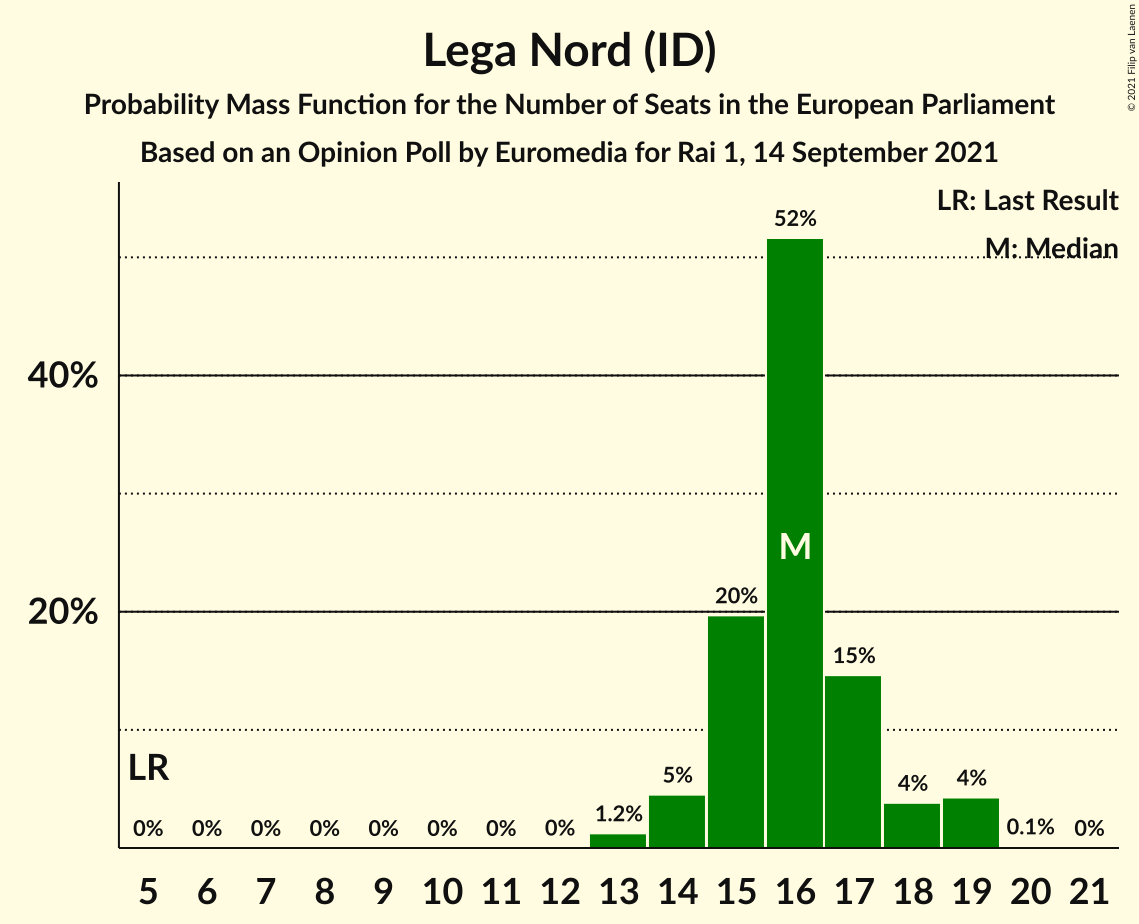 Lega Nord (ID)
Probability Mass Function for the Number of Seats in the European Parliament
Based on an Opinion Poll by Euromedia for Rai 1, 14 September 2021
© 2021 Filip van Laenen
LR: Last Result
M: Median
52%
40%
M
20%
20%
15%
LR
5%
4%
4%
1.2%
0% 0% 0% 0% 0% 0% 0% 0% 0.1% 0%
5 6 7 8 9 10 11 12 13 14 15 16 17 18 19 20 21